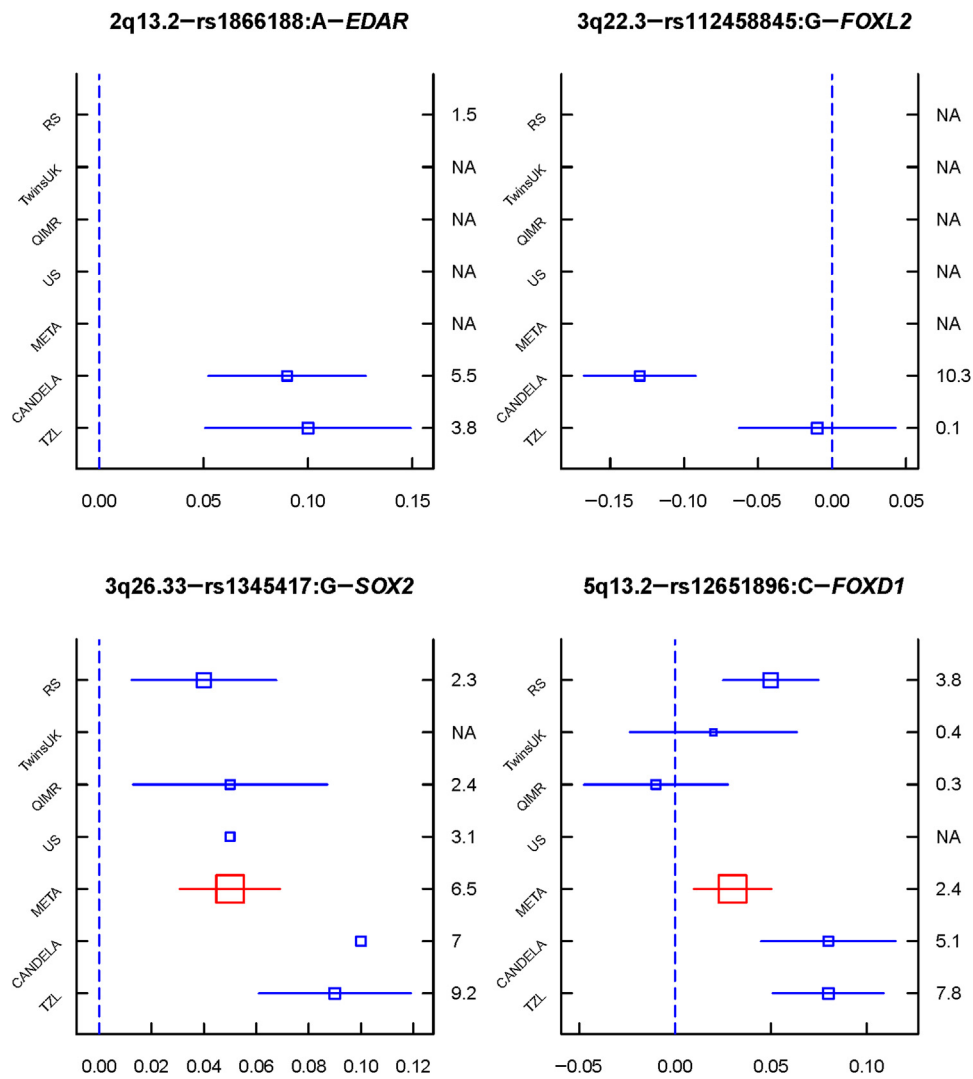 2q13.2−rs1866188:A−EDAR
RS
1.5
TwinsUK
NA
QIMR
NA
US
NA
META
NA
CANDELA
5.5
TZL
3.8
0.00 0.05 0.10 0.15
3q22.3−rs112458845:G−FOXL2
RS
NA
TwinsUK
NA
QIMR
NA
US
NA
META
NA
CANDELA
10.3
TZL
0.1
−0.15 −0.10 −0.05 0.00 0.05
3q26.33−rs1345417:G−SOX2
RS
2.3
TwinsUK
NA
QIMR
2.4
US
3.1
META
6.5
CANDELA
7
TZL
9.2
0.00 0.02 0.04 0.06 0.08 0.10 0.12
5q13.2−rs12651896:C−FOXD1
RS
3.8
TwinsUK
0.4
QIMR
0.3
US
NA
META
2.4
CANDELA
5.1
TZL
7.8
−0.05 0.00 0.05 0.10